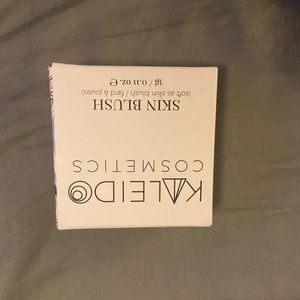 KALEIDO
COSMETICS
SKIN BLUSH
(soft as skin blush / fard à joues)
3g / 0.11 OZ. ℮